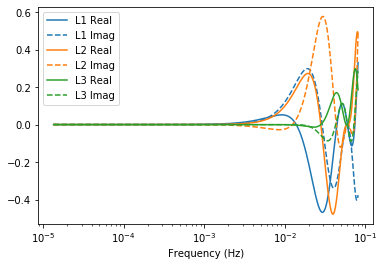 L1 Real
L1 Imag
L2 Real
L2 Imag
L3 Real
L3 Imag
0.6
0.4
0.2
0.0
−0.2
−0.4
10⁻⁵ 10⁻⁴ 10⁻³ 10⁻² 10⁻¹
Frequency (Hz)